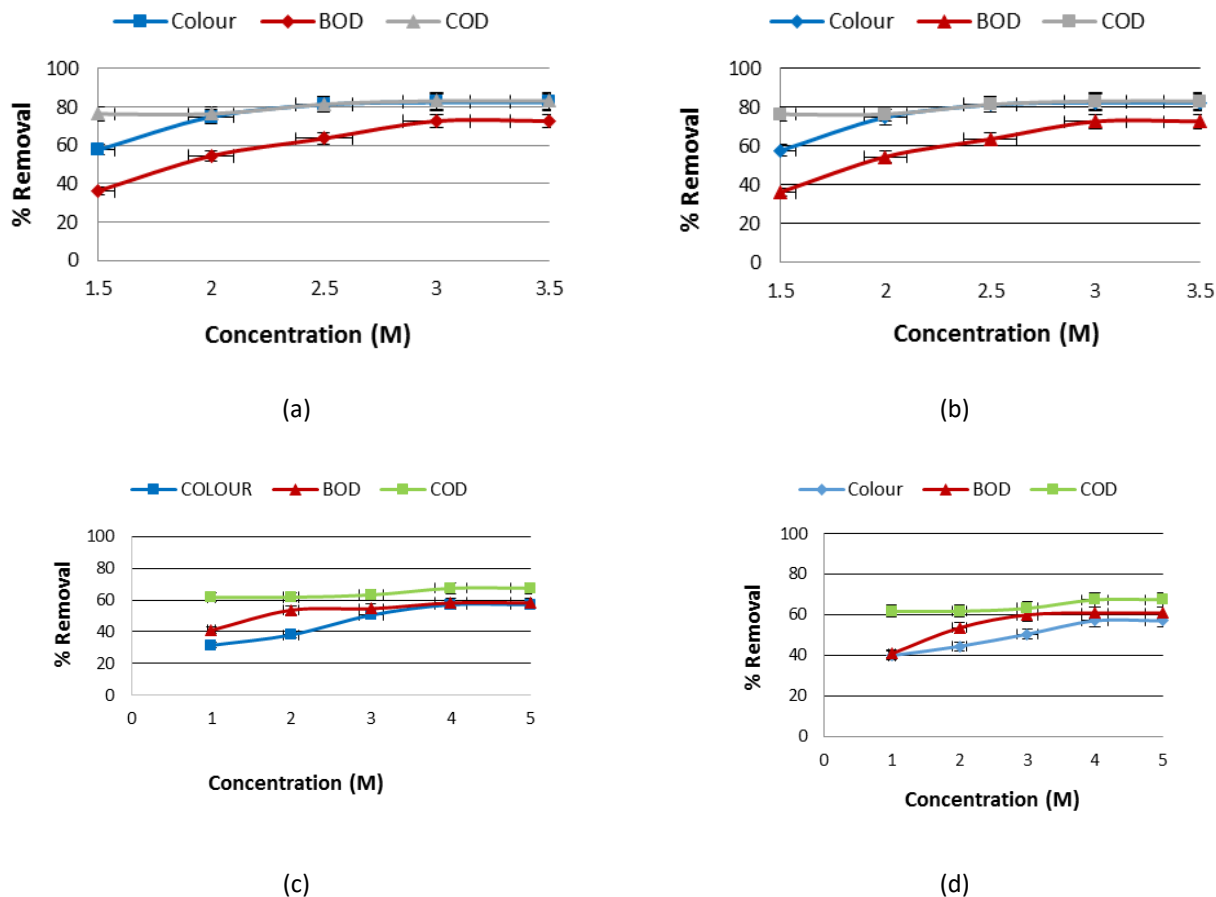 Colour BOD COD
100
80
60
40
20
0
% Removal
1.5 2 2.5 3 3.5
Concentration (M)
(a)
Colour BOD COD
100
80
60
40
20
0
% Removal
1.5 2 2.5 3 3.5
Concentration (M)
(b)
COLOUR BOD COD
100
80
60
40
20
0
% Removal
0 1 2 3 4 5
Concentration (M)
(c)
Colour BOD COD
100
80
60
40
20
0
% Removal
0 1 2 3 4 5
Concentration (M)
(d)